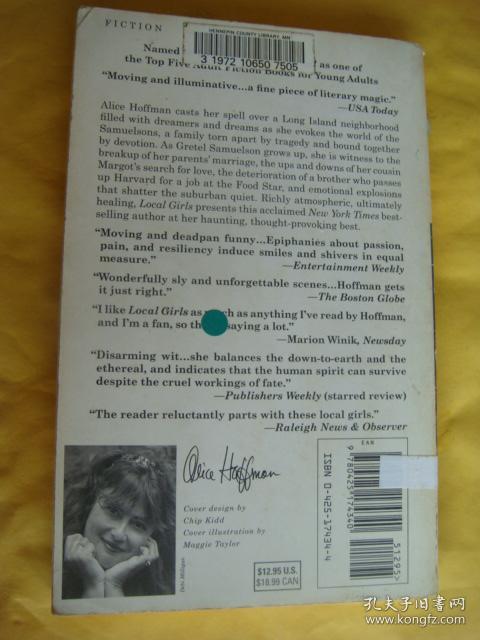 FICTION
HENNEPIN COUNTY LIBRARY, MN
3 1972 10650 7505
Named as one of
the Top Five Adult Fiction Books for Young Adults
“Moving and illuminative...a fine piece of literary magic.”
—USA Today
Alice Hoffman casts her spell over a Long Island neighborhood
filled with dreamers and dreams as she evokes the world of the
Samuelsons, a family torn apart by tragedy and bound together
by devotion. As Gretel Samuelson grows up, she is witness to the
breakup of her parents’ marriage, the ups and downs of her cousin
Margot’s search for love, the deterioration of a brother who passes
up Harvard for a job at the Food Star, and emotional explosions
that shatter the suburban quiet. Richly atmospheric, ultimately
healing, Local Girls presents this acclaimed New York Times best-
selling author at her haunting, thought-provoking best.
“Moving and deadpan funny...Epiphanies about passion,
pain, and resiliency induce smiles and shivers in equal
measure.”
—Entertainment Weekly
“Wonderfully sly and unforgettable scenes...Hoffman gets
it just right.”
—The Boston Globe
“I like Local Girls as much as anything I’ve read by Hoffman,
and I’m a fan, so saying a lot.”
—Marion Winik, Newsday
“Disarming wit...she balances the down-to-earth and the
ethereal, and indicates that the human spirit can survive
despite the cruel workings of fate.”
—Publishers Weekly (starred review)
“The reader reluctantly parts with these local girls.”
—Raleigh News & Observer
Alice Hoffman
Cover design by
Chip Kidd
Cover illustration by
Maggie Taylor
Debi Milligan
$12.95 U.S.
$18.99 CAN
EAN
ISBN 0-425-17434-4
9 780425 174340
51295
孔夫子旧书网
kongfz.com